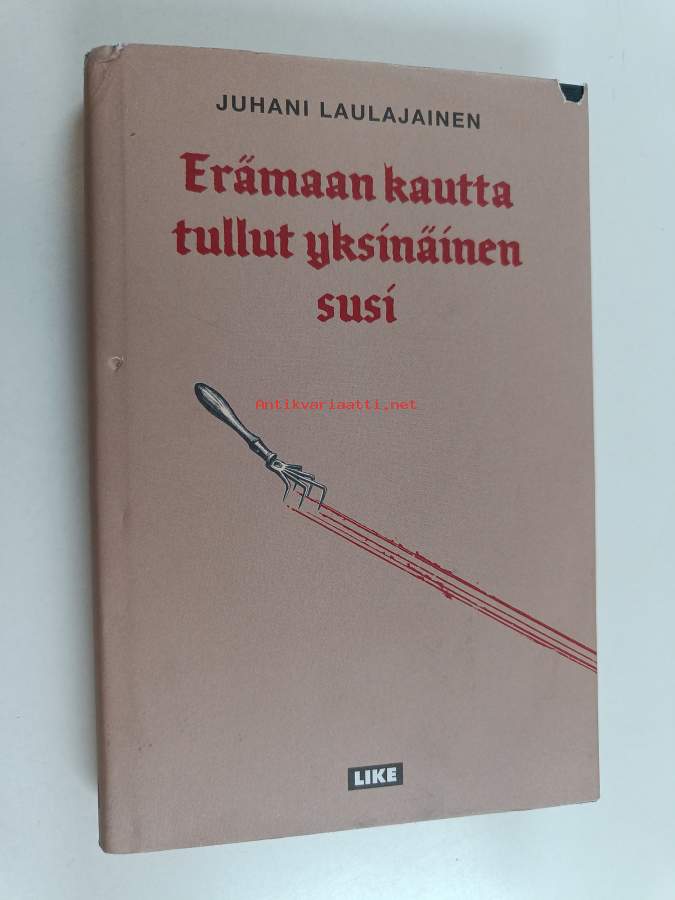 JUHANI LAULAJAINEN
Erämaan kautta
tullut yksinäinen
susi
Antikvariaatti.net
LIKE